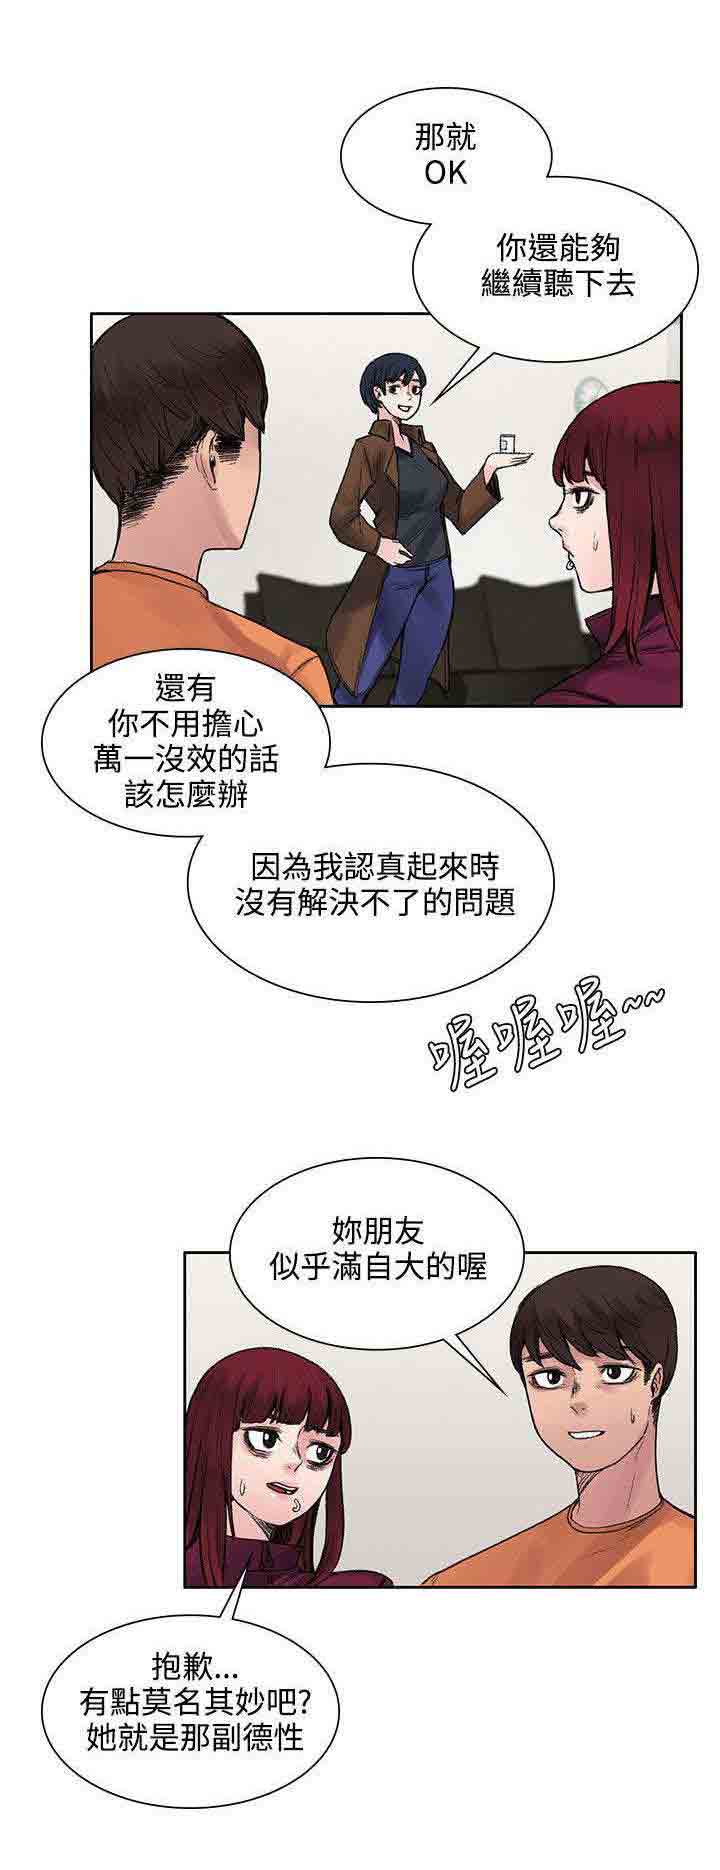 那就
OK
你還能夠
繼續聽下去
還有
你不用擔心
萬一沒效的話
該怎麼辦
因為我認真起來時
沒有解決不了的問題
喔喔喔~~
妳朋友
似乎滿自大的喔
抱歉...
有點莫名其妙吧?
她就是那副德性